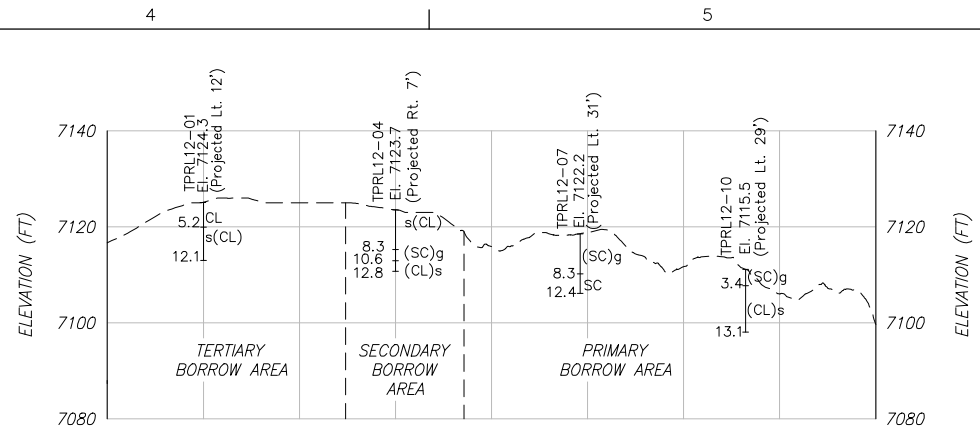 4
5
TPRL12-01
El. 7124.3
(Projected Lt. 12')
TPRL12-04
El. 7123.7
(Projected Rt. 7')
TPRL12-07
El. 7122.2
(Projected Lt. 31')
TPRL12-10
El. 7115.5
(Projected Lt. 29')
7140
7140
7120
7120
7100
7100
7080
7080
ELEVATION (FT)
ELEVATION (FT)
5.2
CL
s(CL)
12.1
s(CL)
8.3
(SC)g
10.6
12.8
(CL)s
(SC)g
8.3
SC
12.4
3.4
(SC)g
(CL)s
13.1
TERTIARY
BORROW AREA
SECONDARY
BORROW
AREA
PRIMARY
BORROW AREA